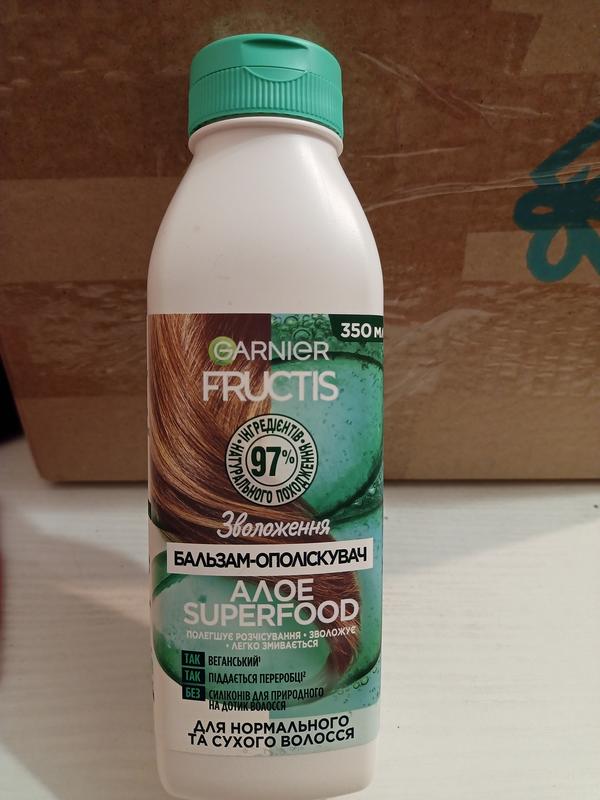 350 МЛ
GARNIER
FRUCTIS
97%
ІНГРЕДІЄНТІВ • НАТУРАЛЬНОГО ПОХОДЖЕННЯ
Зволоження
БАЛЬЗАМ-ОПОЛІСКУВАЧ
АЛОЕ
SUPERFOOD
ПОЛЕГШУЄ РОЗЧІСУВАННЯ • ЗВОЛОЖУЄ
• ЛЕГКО ЗМИВАЄТЬСЯ
ТАК ВЕГАНСЬКИЙ¹
ТАК ПІДДАЄТЬСЯ ПЕРЕРОБЦІ²
БЕЗ СИЛІКОНІВ ДЛЯ ПРИРОДНОГО
НА ДОТИК ВОЛОССЯ
ДЛЯ НОРМАЛЬНОГО
ТА СУХОГО ВОЛОССЯ